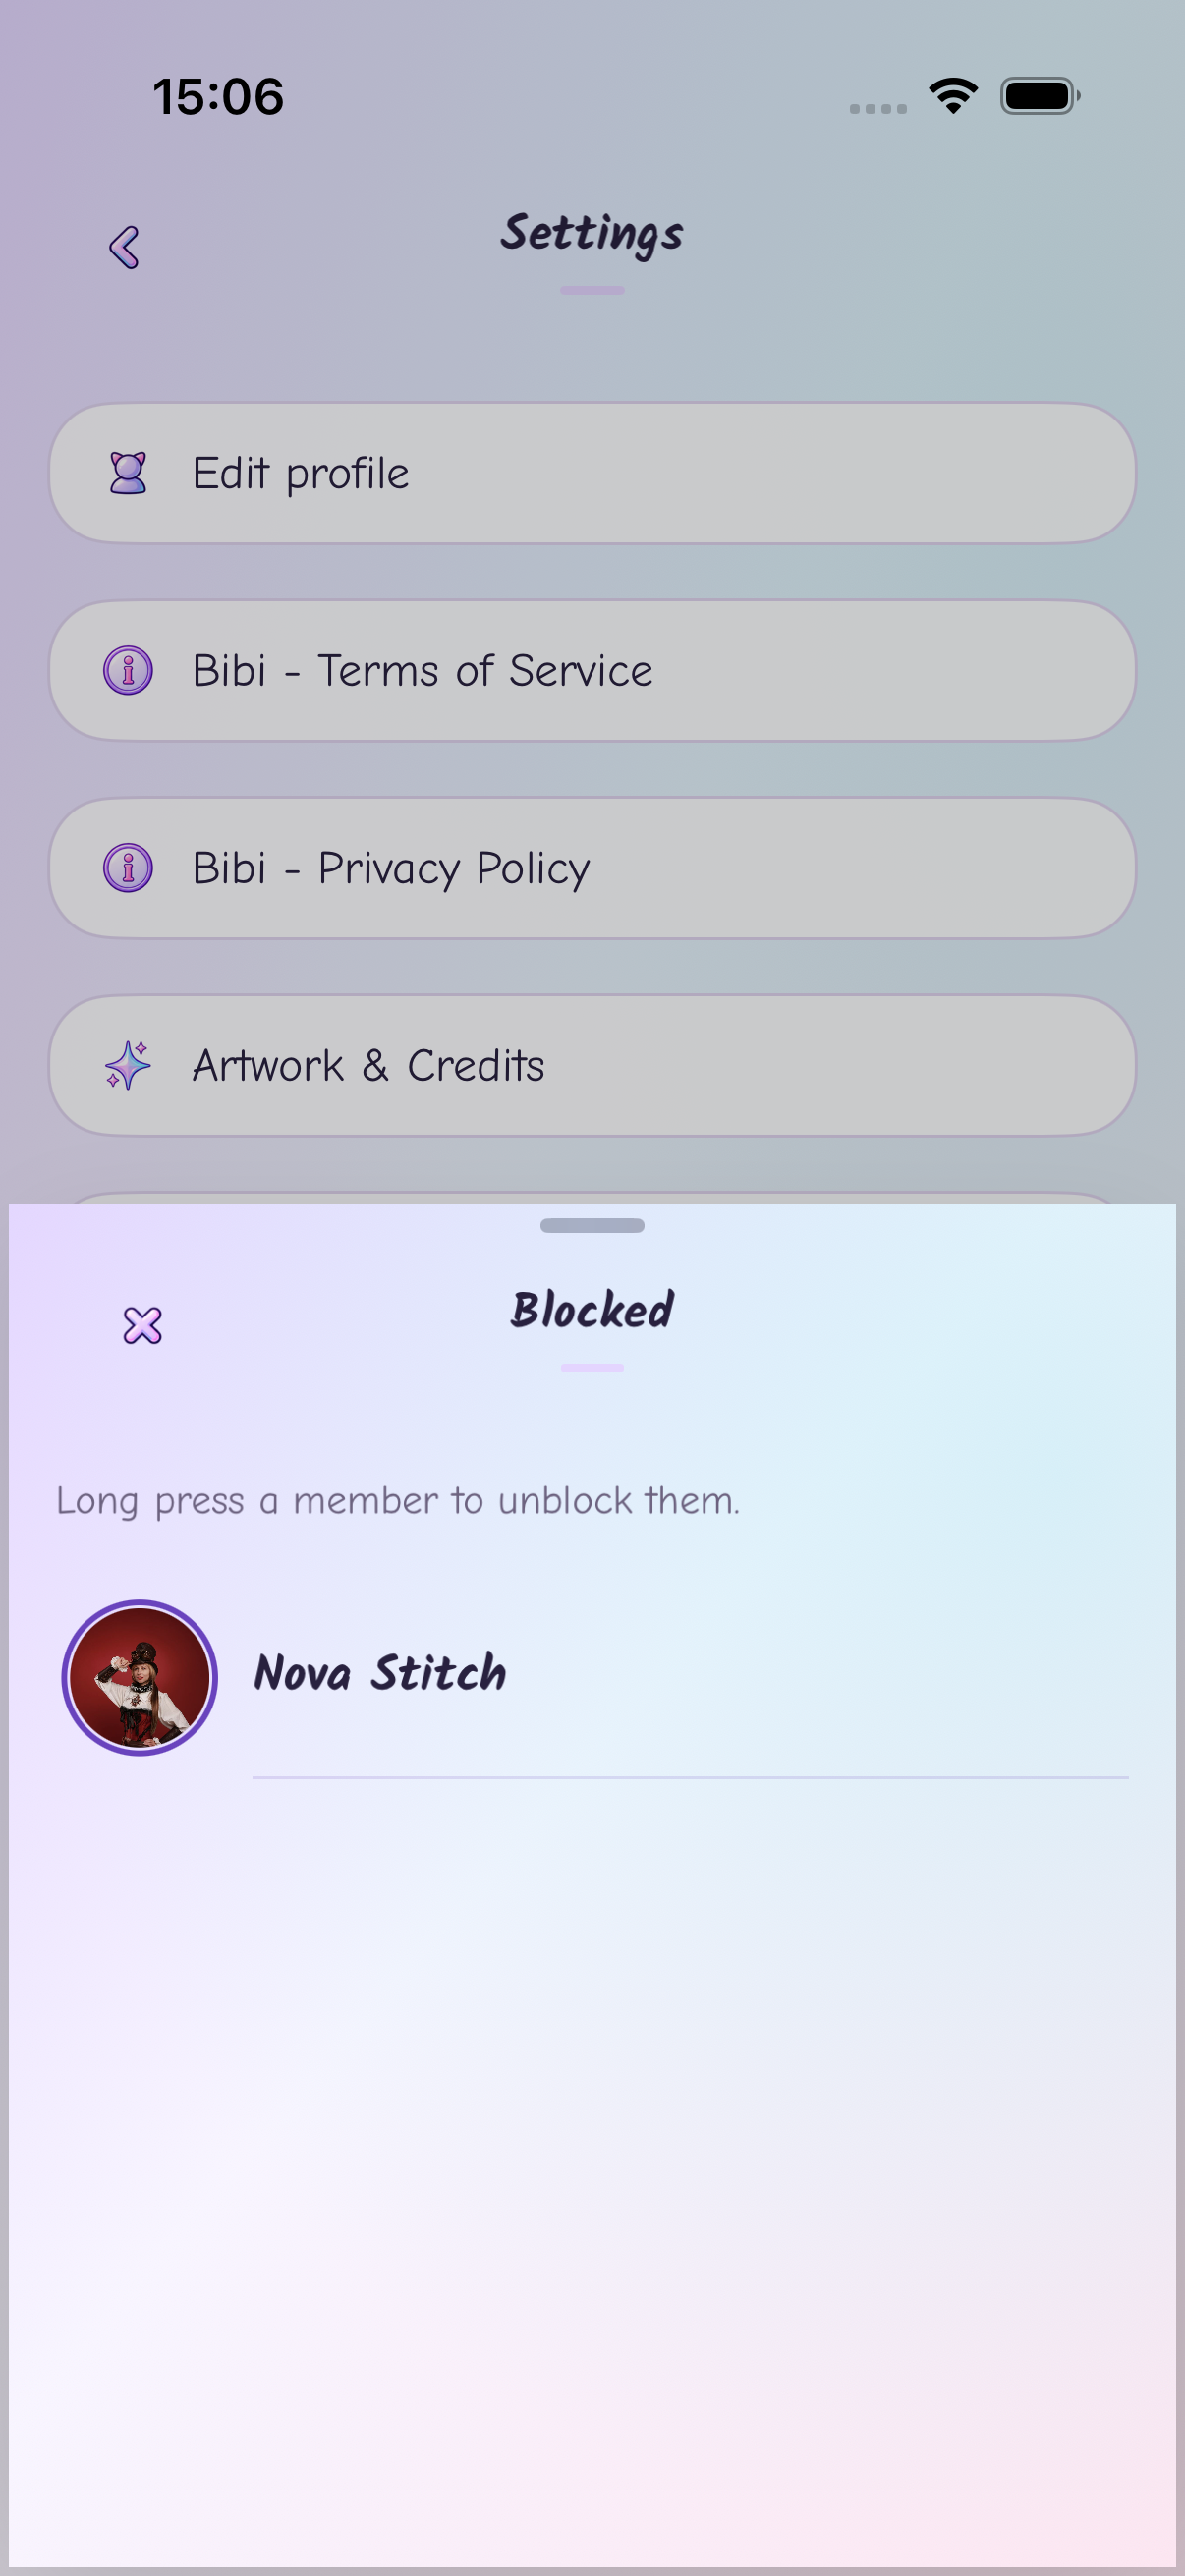 15:06
Settings
Edit profile
Bibi - Terms of Service
Bibi - Privacy Policy
Artwork & Credits
Blocked
Long press a member to unblock them.
Nova Stitch